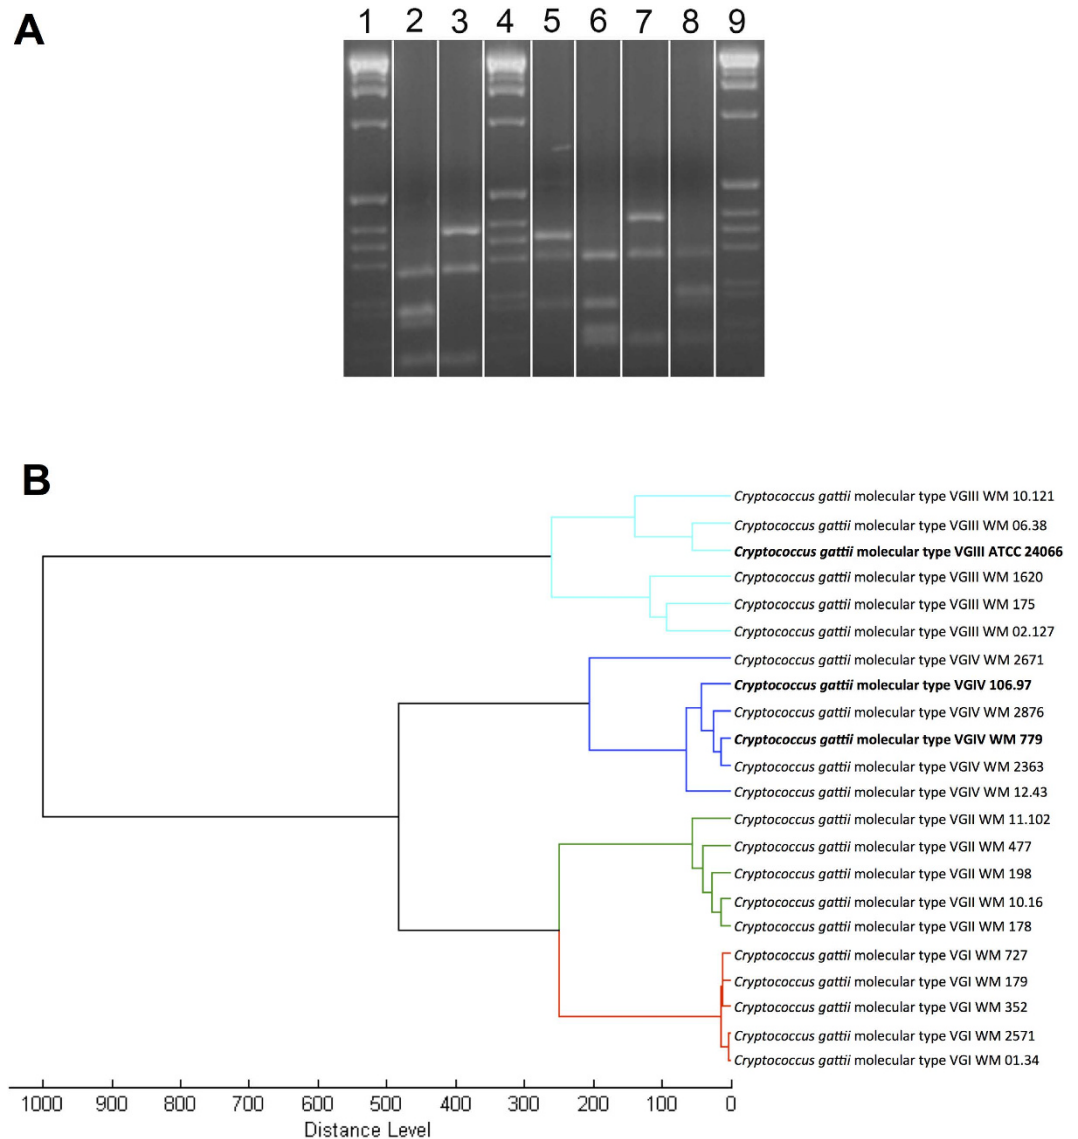 A
1 2 3 4 5 6 7 8 9
B
Cryptococcus gattii molecular type VGIII WM 10.121
Cryptococcus gattii molecular type VGIII WM 06.38
Cryptococcus gattii molecular type VGIII ATCC 24066
Cryptococcus gattii molecular type VGIII WM 1620
Cryptococcus gattii molecular type VGIII WM 175
Cryptococcus gattii molecular type VGIII WM 02.127
Cryptococcus gattii molecular type VGIV WM 2671
Cryptococcus gattii molecular type VGIV 106.97
Cryptococcus gattii molecular type VGIV WM 2876
Cryptococcus gattii molecular type VGIV WM 779
Cryptococcus gattii molecular type VGIV WM 2363
Cryptococcus gattii molecular type VGIV WM 12.43
Cryptococcus gattii molecular type VGII WM 11.102
Cryptococcus gattii molecular type VGII WM 477
Cryptococcus gattii molecular type VGII WM 198
Cryptococcus gattii molecular type VGII WM 10.16
Cryptococcus gattii molecular type VGII WM 178
Cryptococcus gattii molecular type VGI WM 727
Cryptococcus gattii molecular type VGI WM 179
Cryptococcus gattii molecular type VGI WM 352
Cryptococcus gattii molecular type VGI WM 2571
Cryptococcus gattii molecular type VGI WM 01.34
1000 900 800 700 600 500 400 300 200 100 0
Distance Level